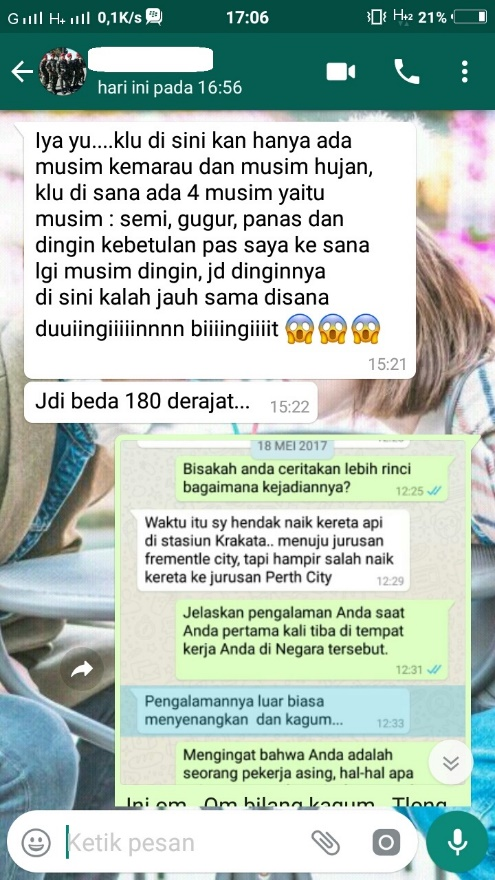 G H+ 0,1K/s 17:06 H+2 21%
hari ini pada 16:56
Iya yu....klu di sini kan hanya ada
musim kemarau dan musim hujan,
klu di sana ada 4 musim yaitu
musim : semi, gugur, panas dan
dingin kebetulan pas saya ke sana
lgi musim dingin, jd dinginnya
di sini kalah jauh sama disana
duuiingiiiiinnnn biiiingiiiit 😱😱😱
15:21
Jdi beda 180 derajat... 15:22
18 MEI 2017
Bisakah anda ceritakan lebih rinci
bagaimana kejadiannya? 12:25
Waktu itu sy hendak naik kereta api
di stasiun Krakata.. menuju jurusan
frementle city, tapi hampir salah naik
kereta ke jurusan Perth City 12:29
Jelaskan pengalaman Anda saat
Anda pertama kali tiba di tempat
kerja Anda di Negara tersebut.
12:31
Pengalamannya luar biasa
menyenangkan dan kagum... 12:33
Mengingat bahwa Anda adalah
seorang pekerja asing, hal-hal apa
Ini om.. Om bilang kagum.. Tlong
Ketik pesan